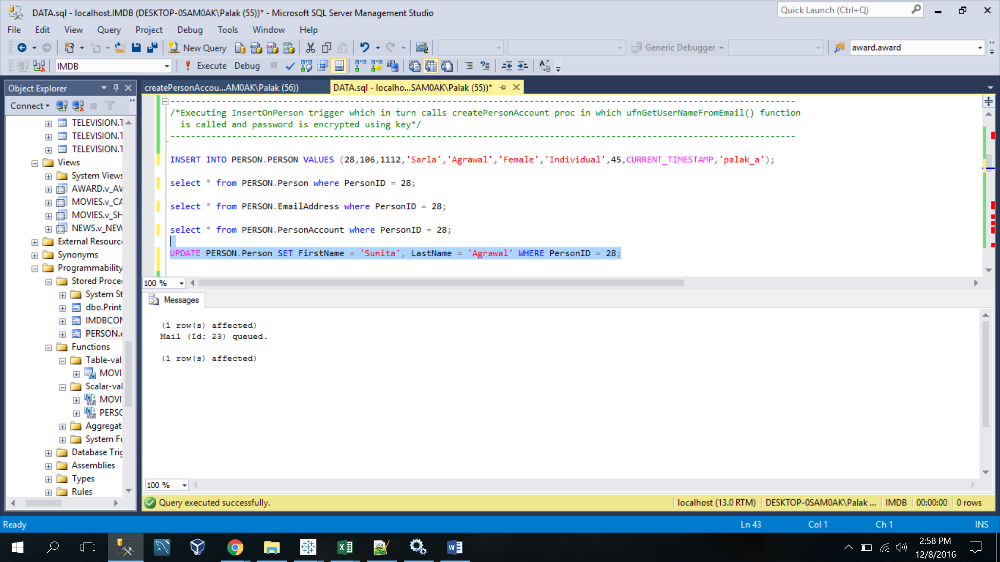 DATA.sql - localhost.IMDB (DESKTOP-0SAM0AK\Palak (55))* - Microsoft SQL Server Management Studio
Quick Launch (Ctrl+Q)
File Edit View Query Project Debug Tools Window Help
New Query
Generic Debugger
award.award
IMDB
Execute Debug
Object Explorer
createPersonAccou...AM0AK\Palak (56))
DATA.sql - localho...SAM0AK\Palak (55))*
Connect
TELEVISION.T
TELEVISION.T
TELEVISION.T
Views
System Views
AWARD.v_AW
MOVIES.v_CA
MOVIES.v_SH
NEWS.v_NEW
External Resource
Synonyms
Programmability
Stored Proce
System St
dbo.Print
IMDBCOM
PERSON.c
Functions
Table-val
MOVI
Scalar-val
MOVI
PERSO
Aggregat
System Fu
Database Trig
Assemblies
Types
Rules
/*Executing InsertOnPerson trigger which in turn calls createPersonAccount proc in which ufnGetUserNameFromEmail() function
is called and password is encrypted using key*/
INSERT INTO PERSON.PERSON VALUES (28,106,1112,'Sarla','Agrawal','Female','Individual',45,CURRENT_TIMESTAMP,'palak_a');
select * from PERSON.Person where PersonID = 28;
select * from PERSON.EmailAddress where PersonID = 28;
select * from PERSON.PersonAccount where PersonID = 28;
UPDATE PERSON.Person SET FirstName = 'Sunita', LastName = 'Agrawal' WHERE PersonID = 28;
100 %
Messages
(1 row(s) affected)
Mail (Id: 23) queued.
(1 row(s) affected)
100 %
Query executed successfully.
localhost (13.0 RTM) DESKTOP-0SAM0AK\Palak ... IMDB 00:00:00 0 rows
Ready
Ln 43 Col 1 Ch 1 INS
2:58 PM
12/8/2016